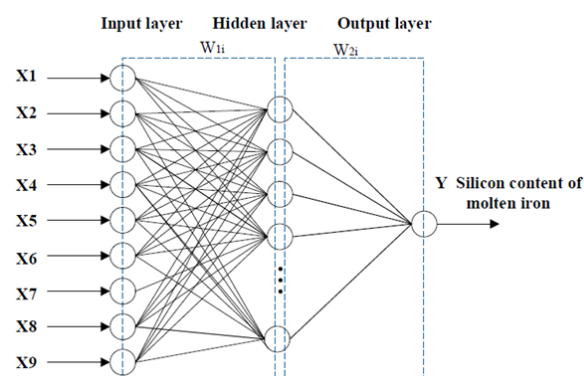 Input layer
Hidden layer
Output layer
W1i
W2i
X1
X2
X3
X4
X5
X6
X7
X8
X9
Y Silicon content of
molten iron